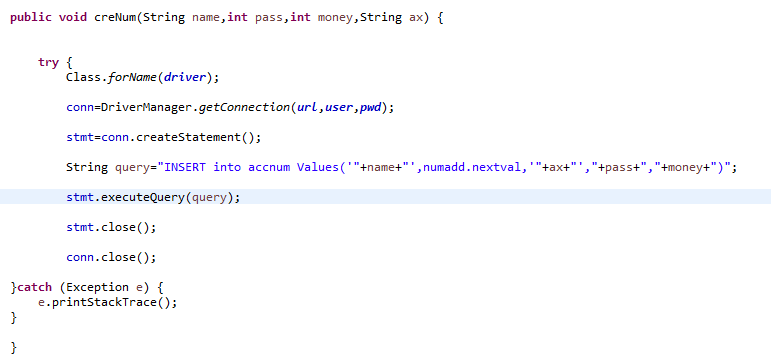 public void creNum(String name,int pass,int money,String ax) {
try {
Class.forName(driver);
conn=DriverManager.getConnection(url,user,pwd);
stmt=conn.createStatement();
String query="INSERT into accnum Values('"+name+"',numadd.nextval,'"+ax+"',"+pass+","+money+")";
stmt.executeQuery(query);
stmt.close();
conn.close();
}catch (Exception e) {
e.printStackTrace();
}
}